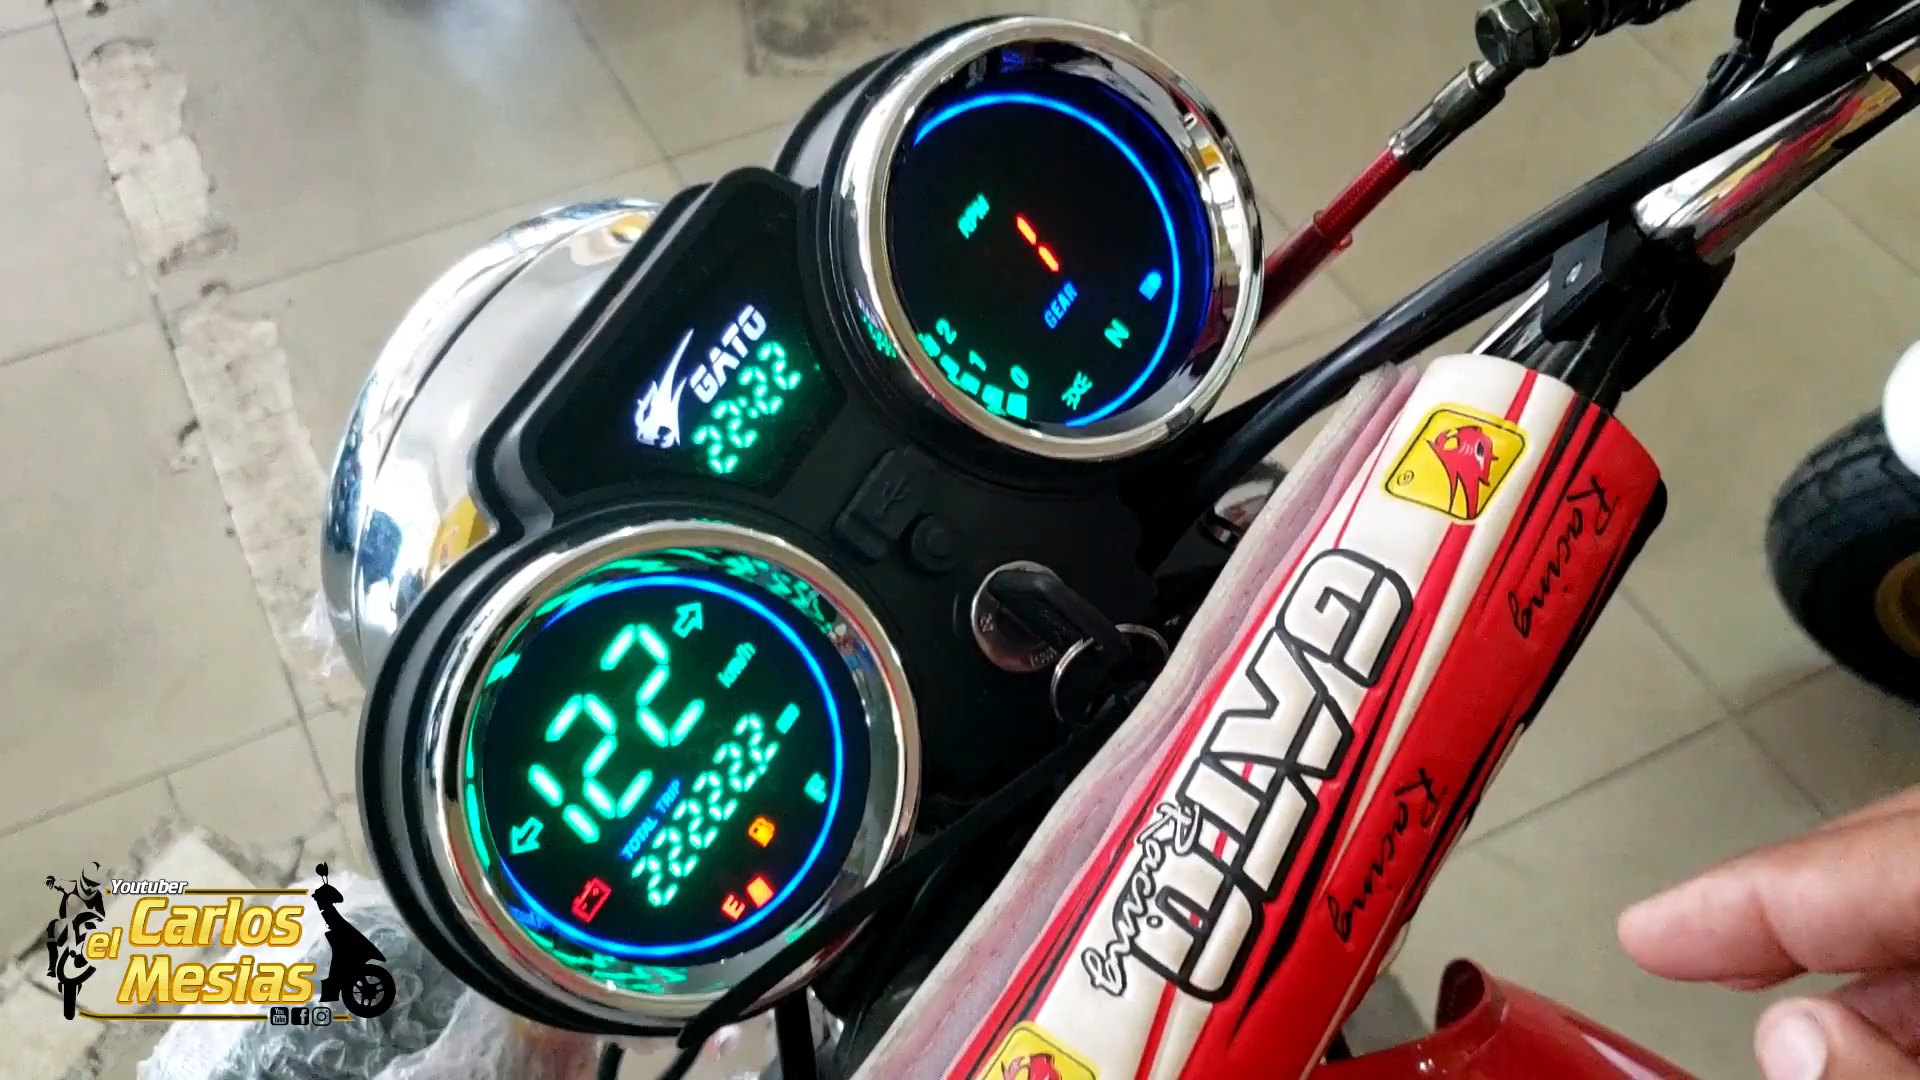 RPM
GEAR
2 1 0
N
GATO
22:22
122
km/h
TOTAL TRIP
22222
E
GATO
Racing
Racing
Racing
Youtuber
el Carlos
Mesias